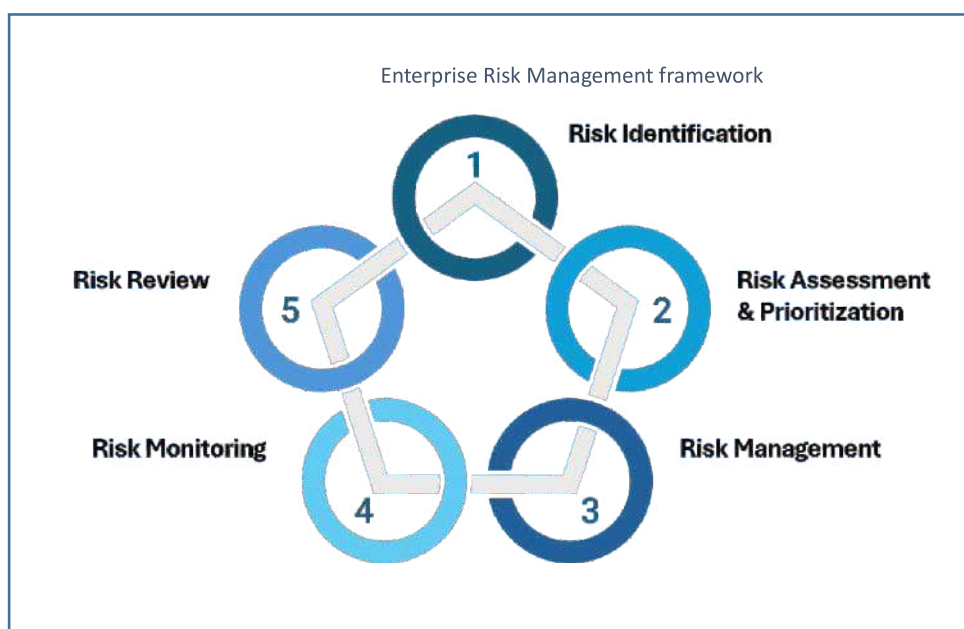 Enterprise Risk Management framework
1
Risk Identification
2
Risk Assessment
& Prioritization
3
Risk Management
4
Risk Monitoring
5
Risk Review